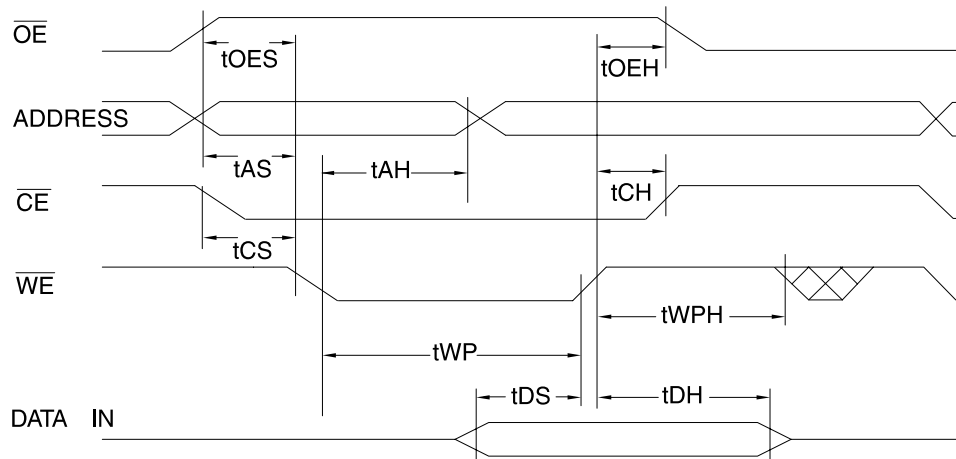 OE
tOES
tOEH
ADDRESS
tAS
tAH
tCH
CE
tCS
WE
tWPH
tWP
tDS
tDH
DATA IN